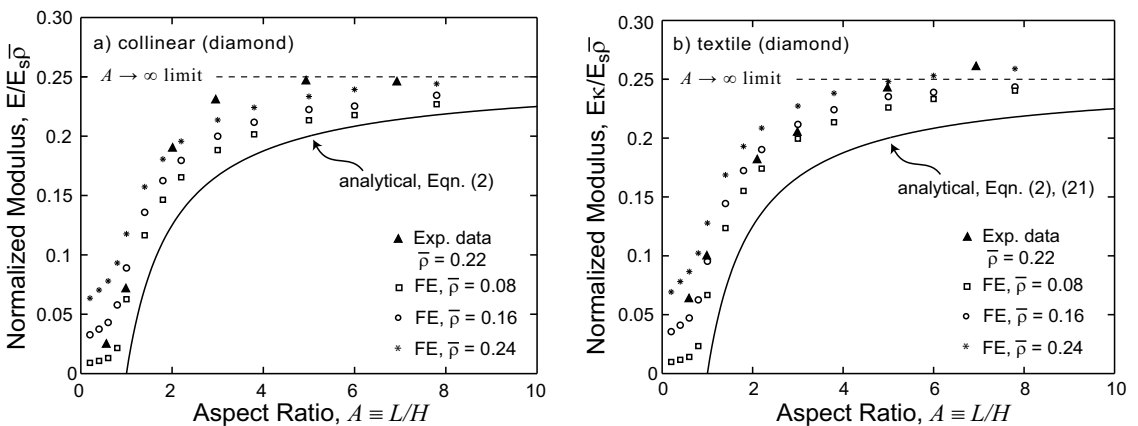 a) collinear (diamond)
A → ∞ limit
analytical, Eqn. (2)
▲ Exp. data
ρ̅ = 0.22
□ FE, ρ̅ = 0.08
○ FE, ρ̅ = 0.16
* FE, ρ̅ = 0.24
Normalized Modulus, E/Eₛρ̅
0.30
0.25
0.20
0.15
0.1
0.05
0
0
2
4
6
8
10
Aspect Ratio, A ≡ L/H
b) textile (diamond)
A → ∞ limit
analytical, Eqn. (2), (21)
▲ Exp. data
ρ̅ = 0.22
□ FE, ρ̅ = 0.08
○ FE, ρ̅ = 0.16
* FE, ρ̅ = 0.24
Normalized Modulus, Eκ/Eₛρ̅
0.30
0.25
0.20
0.15
0.1
0.05
0
0
2
4
6
8
10
Aspect Ratio, A ≡ L/H